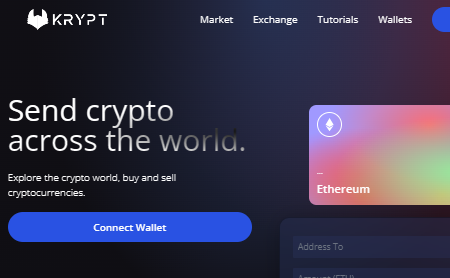 KRYPT
Market Exchange Tutorials Wallets
Send crypto
across the world.
Explore the crypto world, buy and sell
cryptocurrencies.
Connect Wallet
Ethereum
Address To
Amount (ETH)